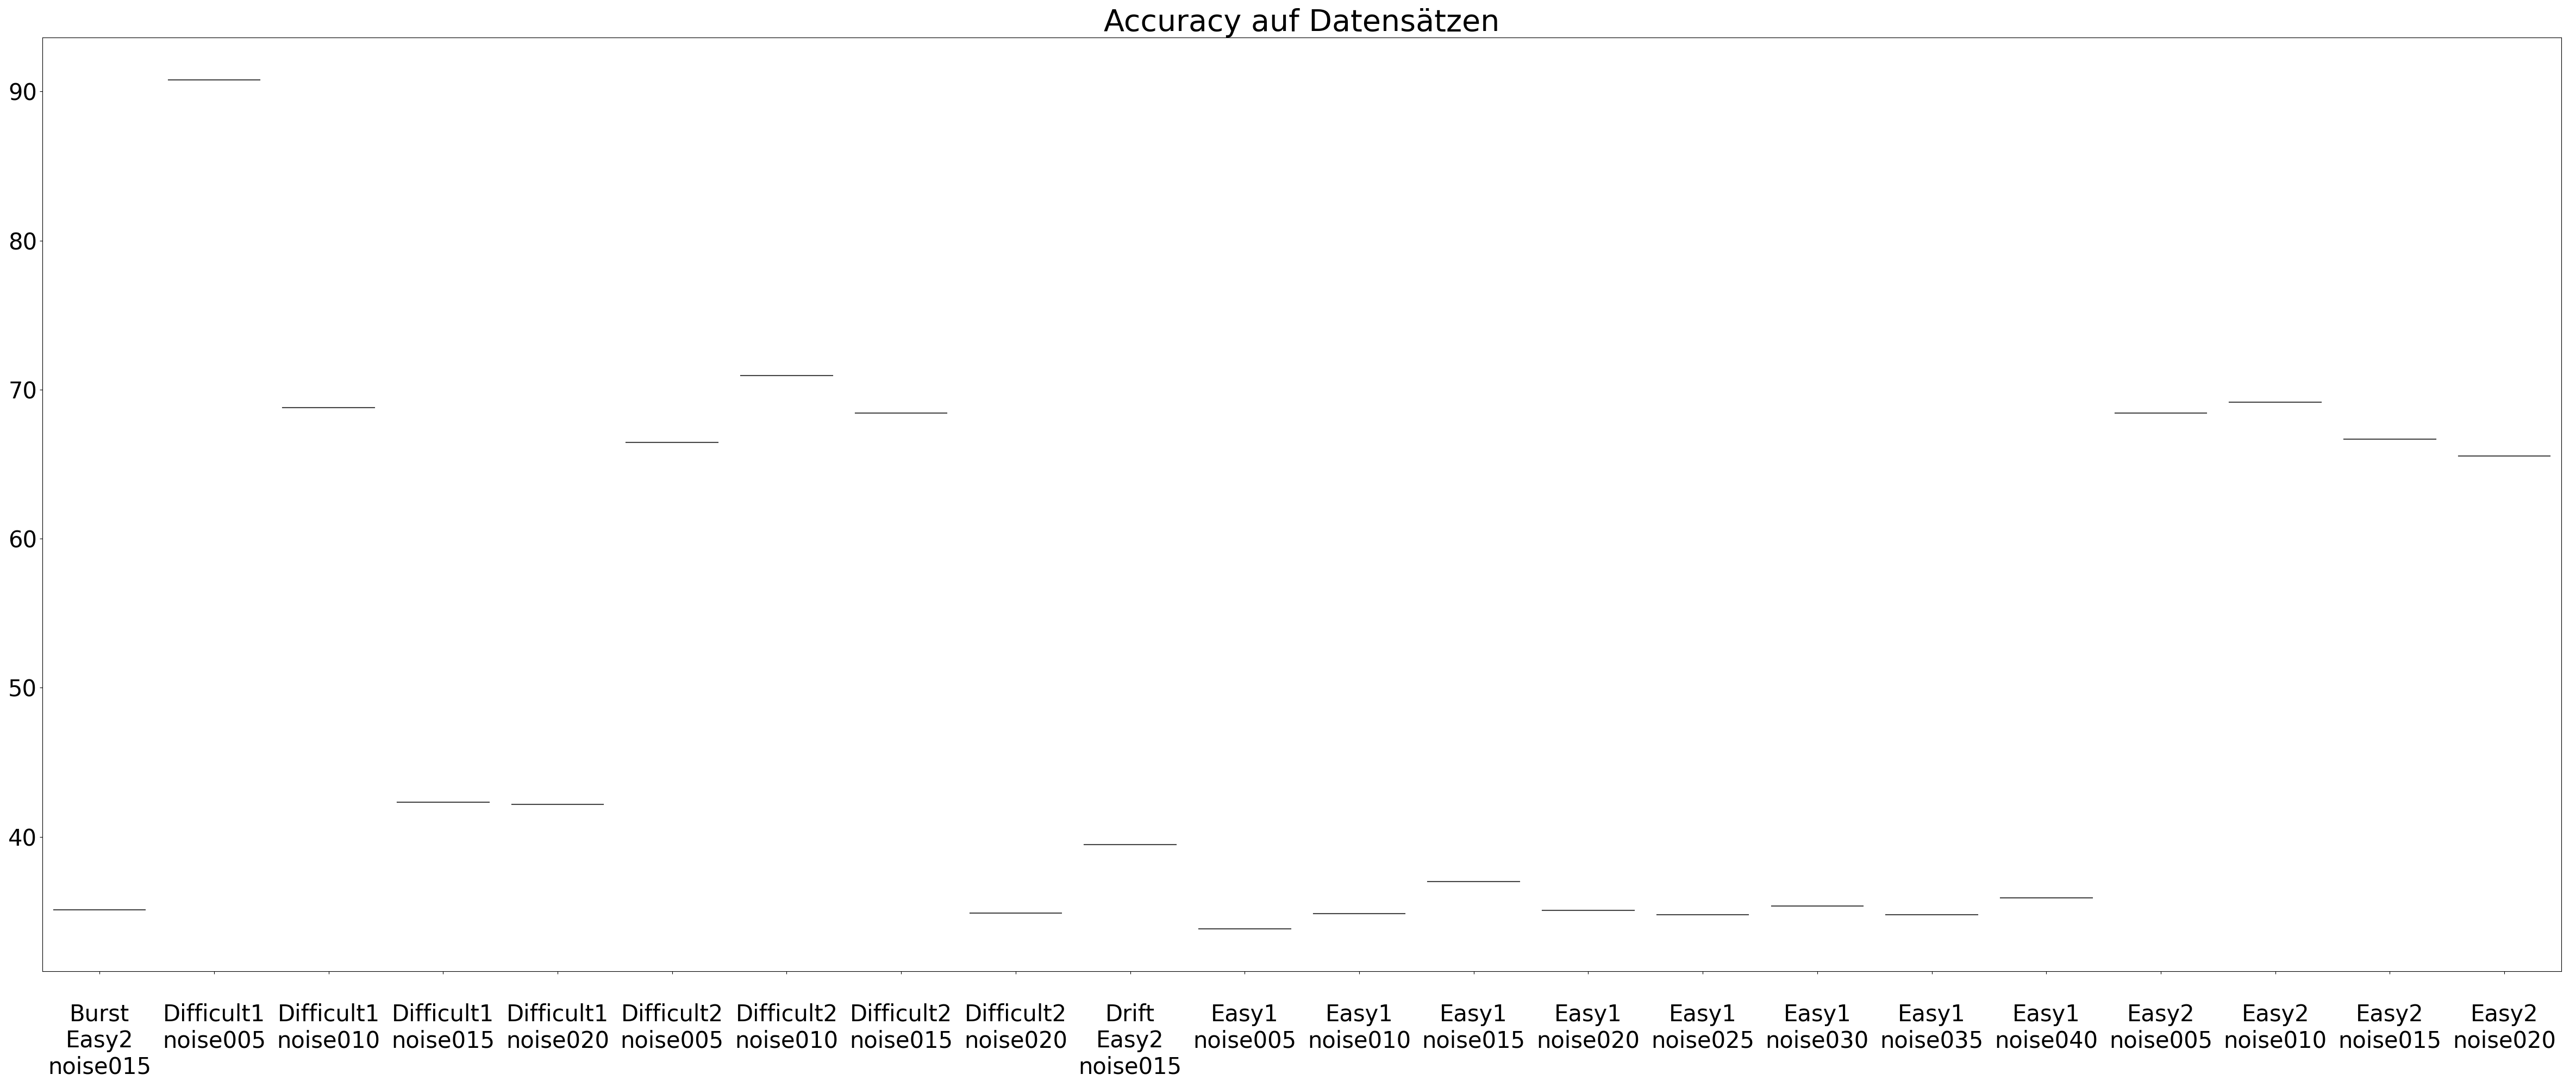 Accuracy auf Datensätzen
90
80
70
60
50
40
Burst
Easy2
noise015
Difficult1
noise005
Difficult1
noise010
Difficult1
noise015
Difficult1
noise020
Difficult2
noise005
Difficult2
noise010
Difficult2
noise015
Difficult2
noise020
Drift
Easy2
noise015
Easy1
noise005
Easy1
noise010
Easy1
noise015
Easy1
noise020
Easy1
noise025
Easy1
noise030
Easy1
noise035
Easy1
noise040
Easy2
noise005
Easy2
noise010
Easy2
noise015
Easy2
noise020